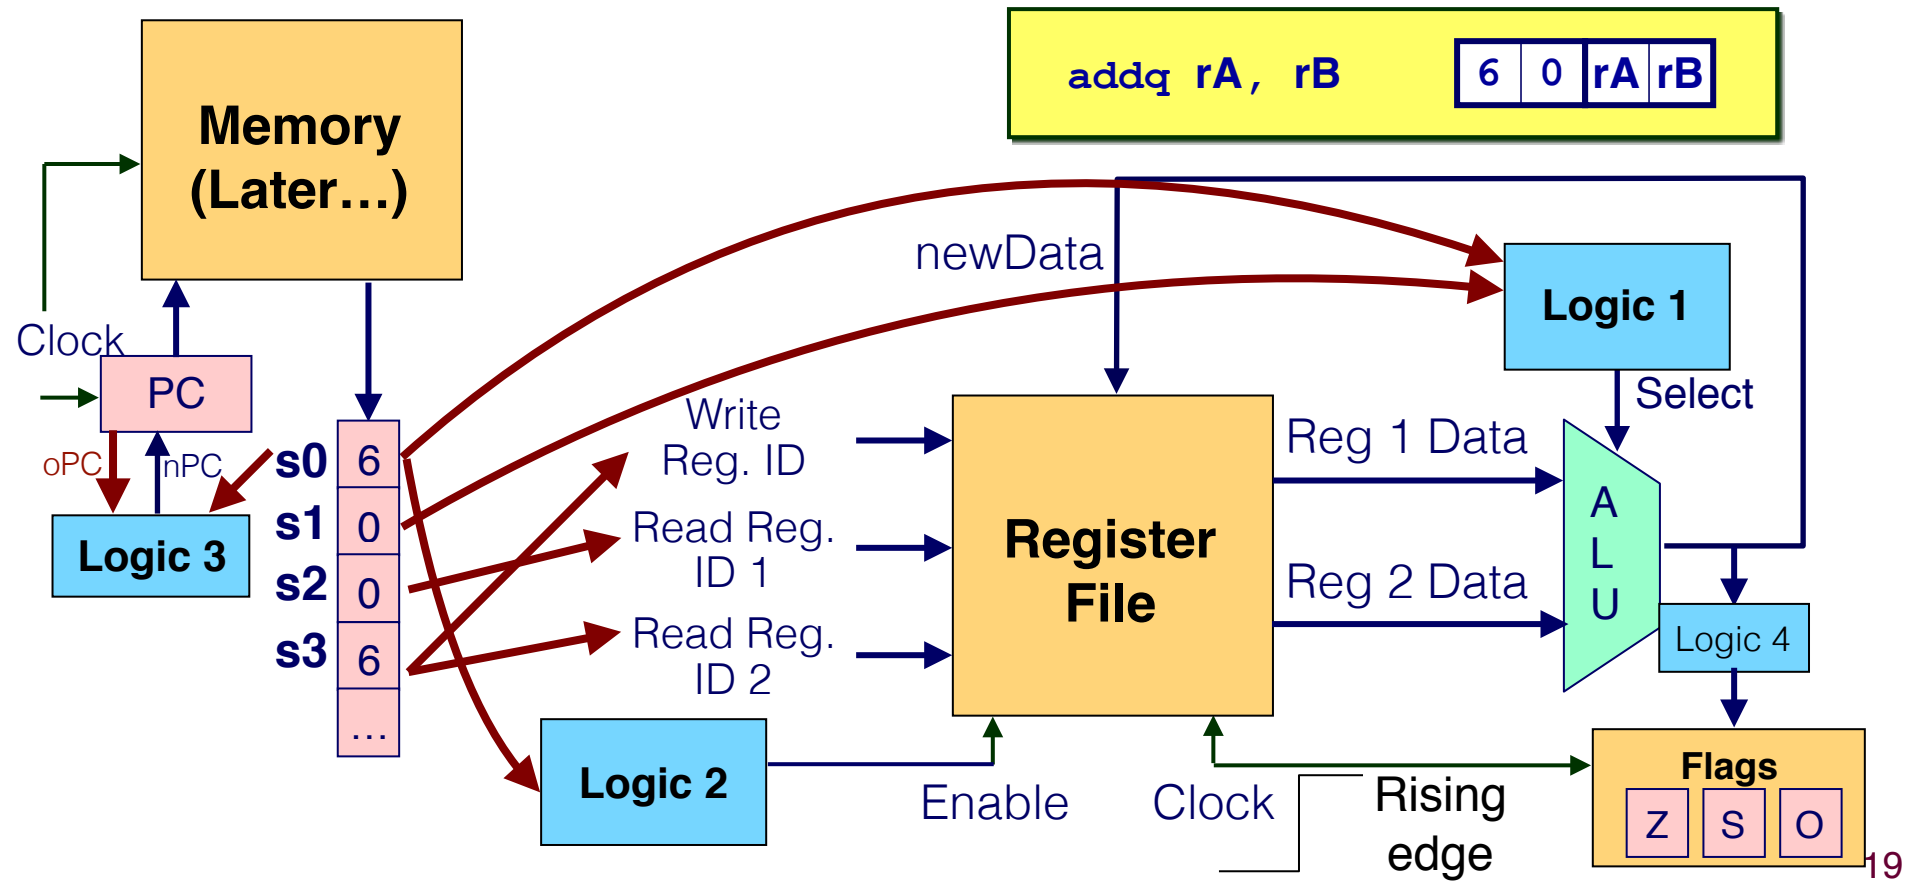 addq rA, rB
6 0 rA rB
Memory
(Later…)
Clock
PC
oPC
nPC
Logic 3
s0 6
s1 0
s2 0
s3 6
…
newData
Write
Reg. ID
Read Reg.
ID 1
Read Reg.
ID 2
Logic 2
Enable
Register
File
Clock
Rising
edge
Reg 1 Data
Reg 2 Data
Logic 1
Select
A
L
U
Logic 4
Flags
Z S O
19